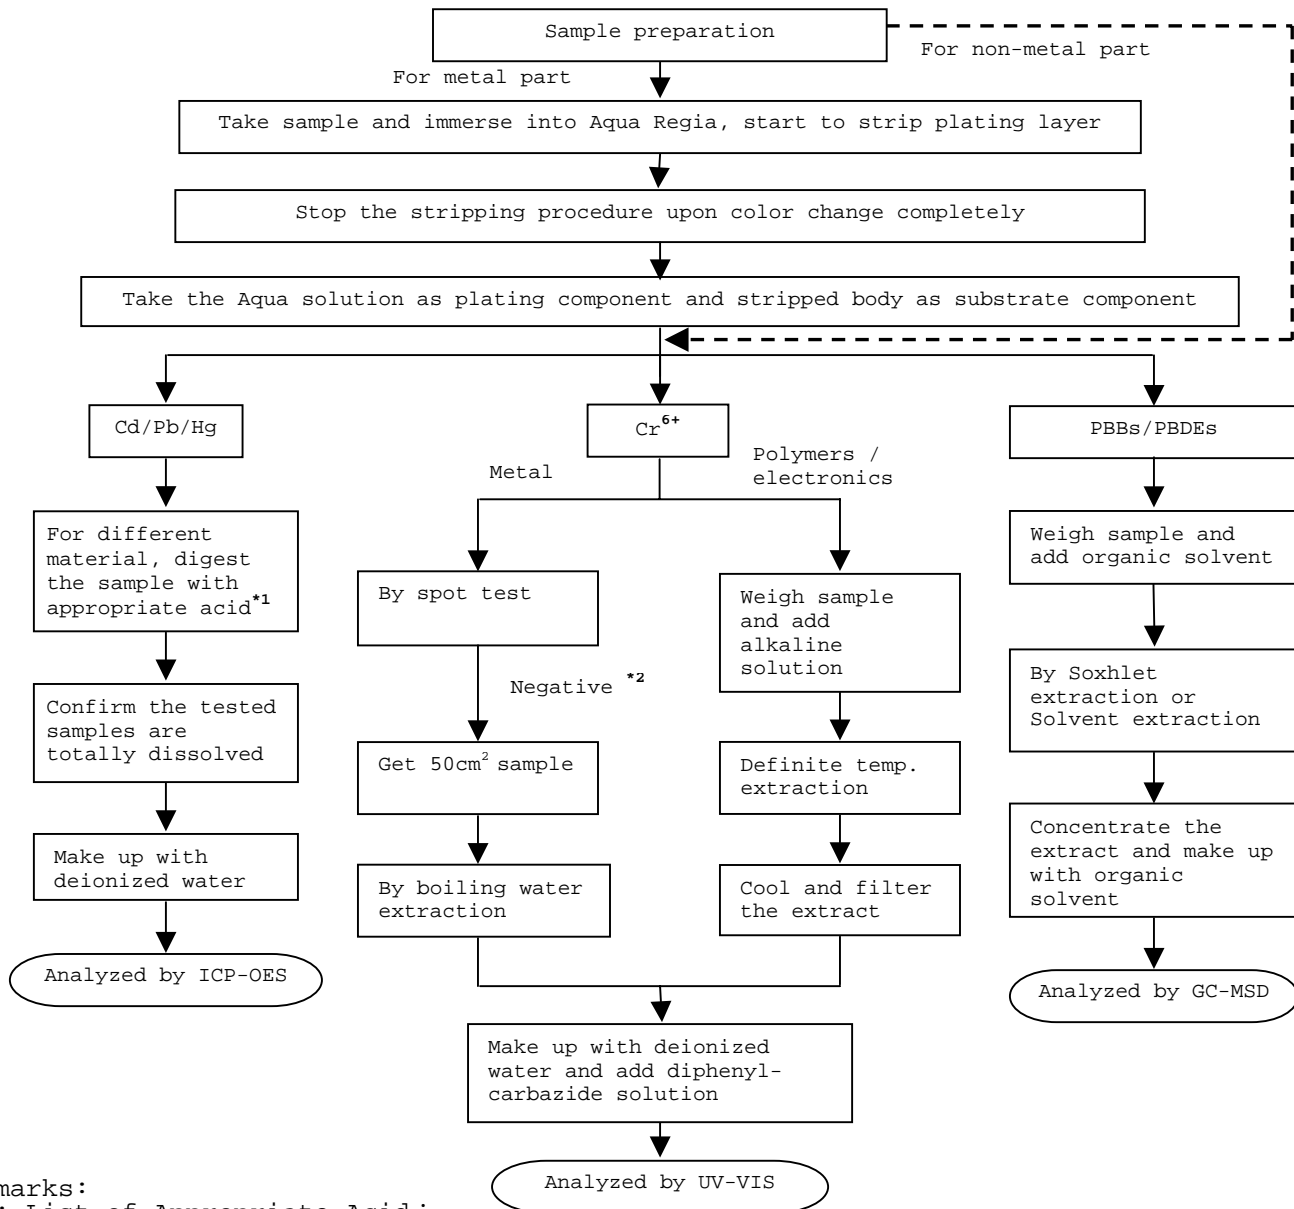 Sample preparation
For non-metal part
For metal part
Take sample and immerse into Aqua Regia, start to strip plating layer
Stop the stripping procedure upon color change completely
Take the Aqua solution as plating component and stripped body as substrate component
Cd/Pb/Hg
Cr6+
PBBs/PBDEs
Metal
Polymers /
electronics
For different
material, digest
the sample with
appropriate acid*1
By spot test
Weigh sample
and add
alkaline
solution
Weigh sample and
add organic solvent
Negative *2
Confirm the tested
samples are
totally dissolved
Get 50cm2 sample
Definite temp.
extraction
By Soxhlet
extraction or
Solvent extraction
Make up with
deionized water
By boiling water
extraction
Cool and filter
the extract
Concentrate the
extract and make up
with organic
solvent
Analyzed by ICP-OES
Analyzed by GC-MSD
Make up with deionized
water and add diphenyl-
carbazide solution
Analyzed by UV-VIS
marks:
: List of Appropriate Acid: